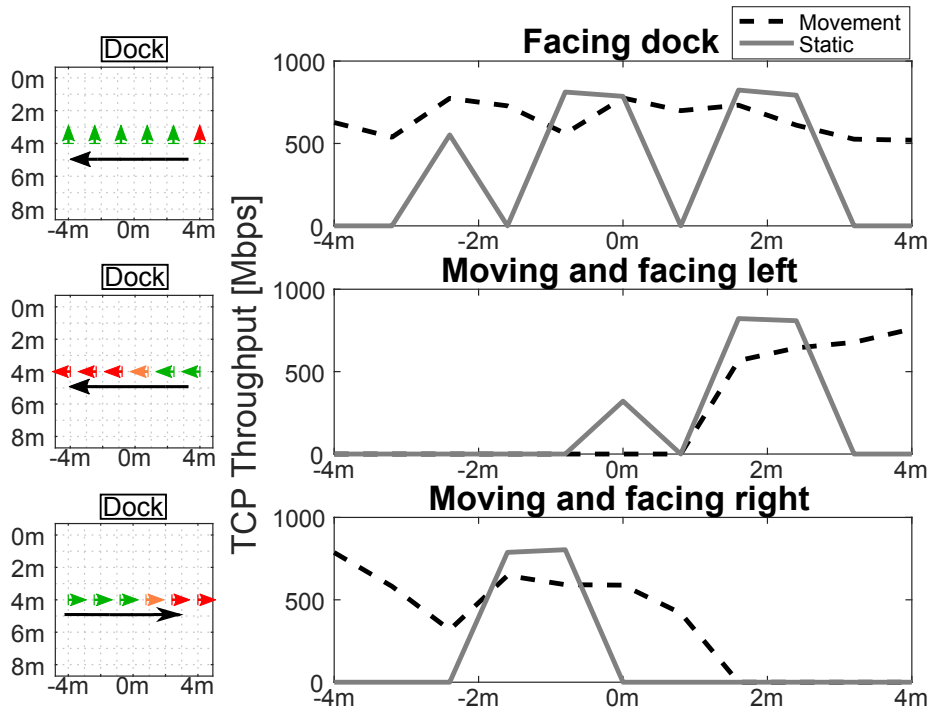 Dock
0m
2m
4m
6m
8m
-4m 0m 4m
Dock
0m
2m
4m
6m
8m
-4m 0m 4m
Dock
0m
2m
4m
6m
8m
-4m 0m 4m
TCP Throughput [Mbps]
Facing dock
Movement
Static
1000
500
0
-4m -2m 0m 2m 4m
Moving and facing left
1000
500
0
-4m -2m 0m 2m 4m
Moving and facing right
1000
500
0
-4m -2m 0m 2m 4m